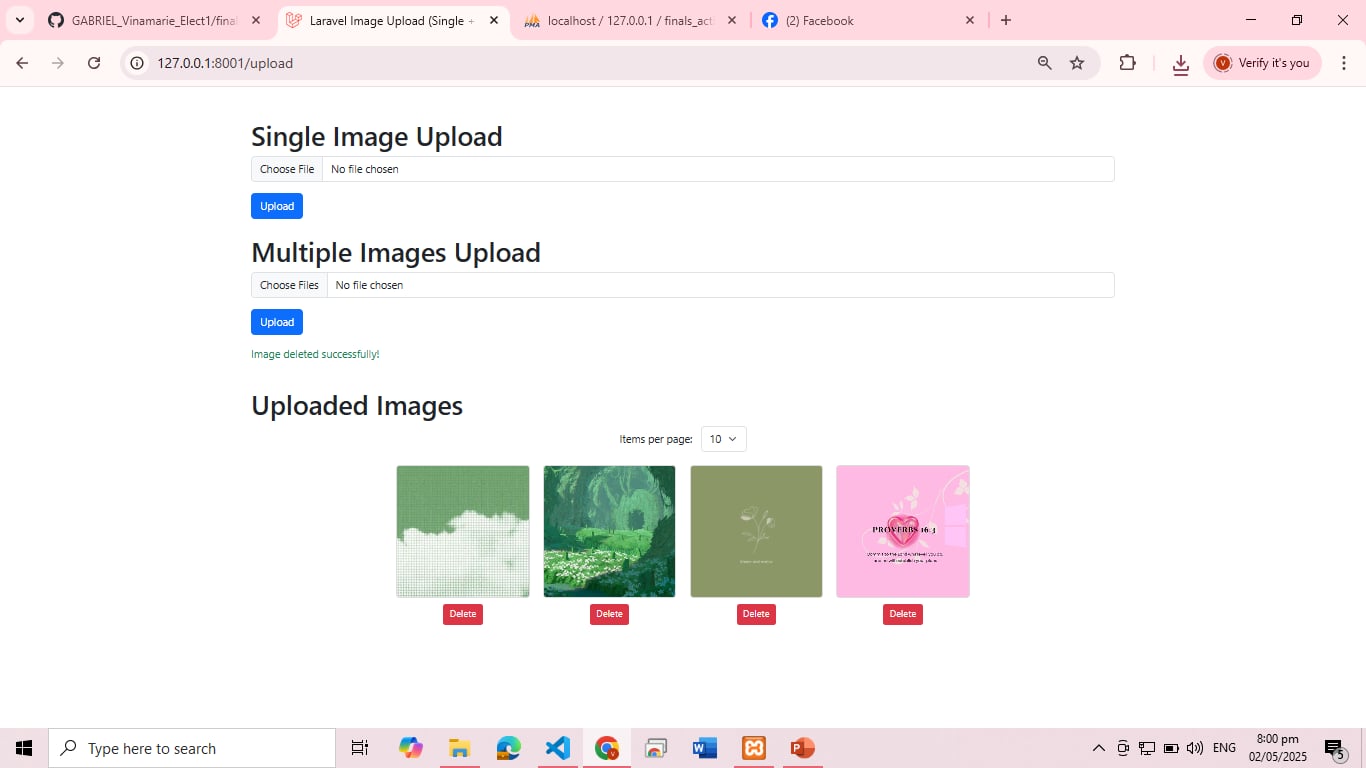 GABRIEL_Vinamarie_Elect1/final
Laravel Image Upload (Single +
localhost / 127.0.0.1 / finals_act
(2) Facebook
127.0.0.1:8001/upload
Verify it's you
Single Image Upload
Choose File No file chosen
Upload
Multiple Images Upload
Choose Files No file chosen
Upload
Image deleted successfully!
Uploaded Images
Items per page: 10
PROVERBS 16:3
Delete Delete Delete Delete
Type here to search
ENG
8:00 pm
02/05/2025
5